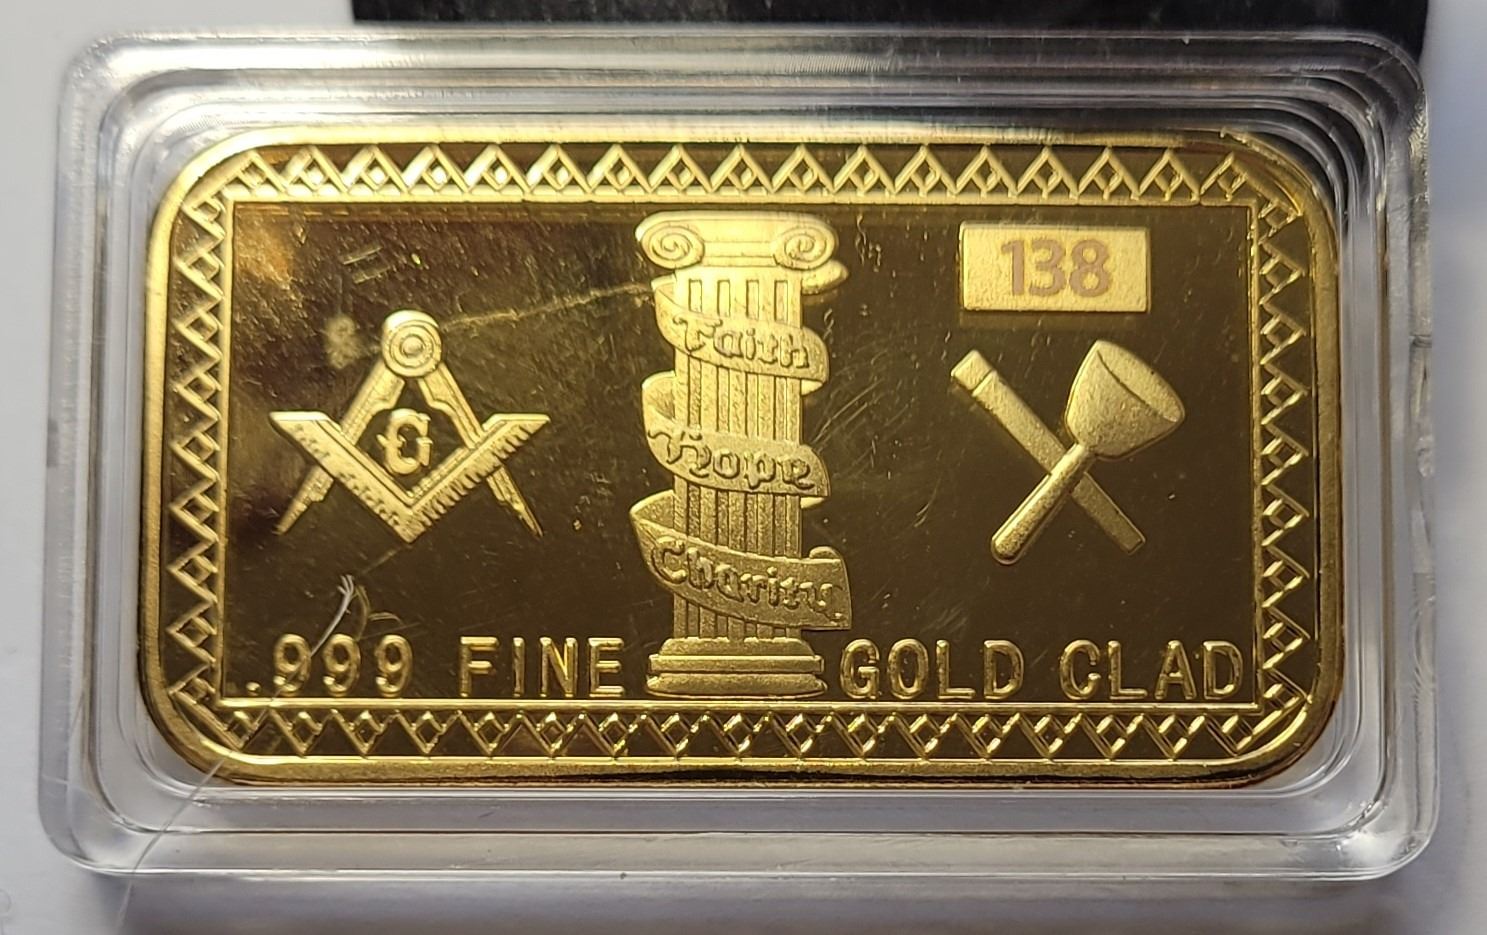 138
G
Faith
Hope
Charity
.999 FINE GOLD CLAD